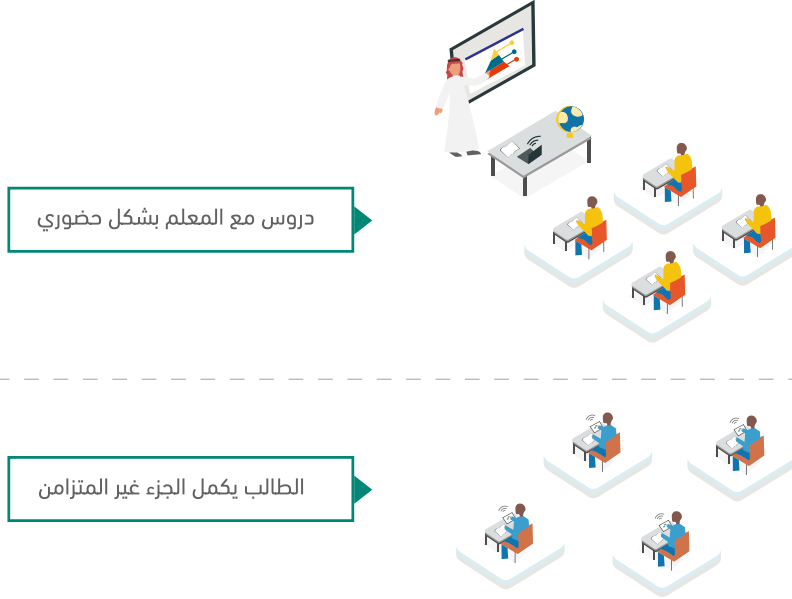 دروس مع المعلم بشكل حضوري
الطالب يكمل الجزء غير المتزامن